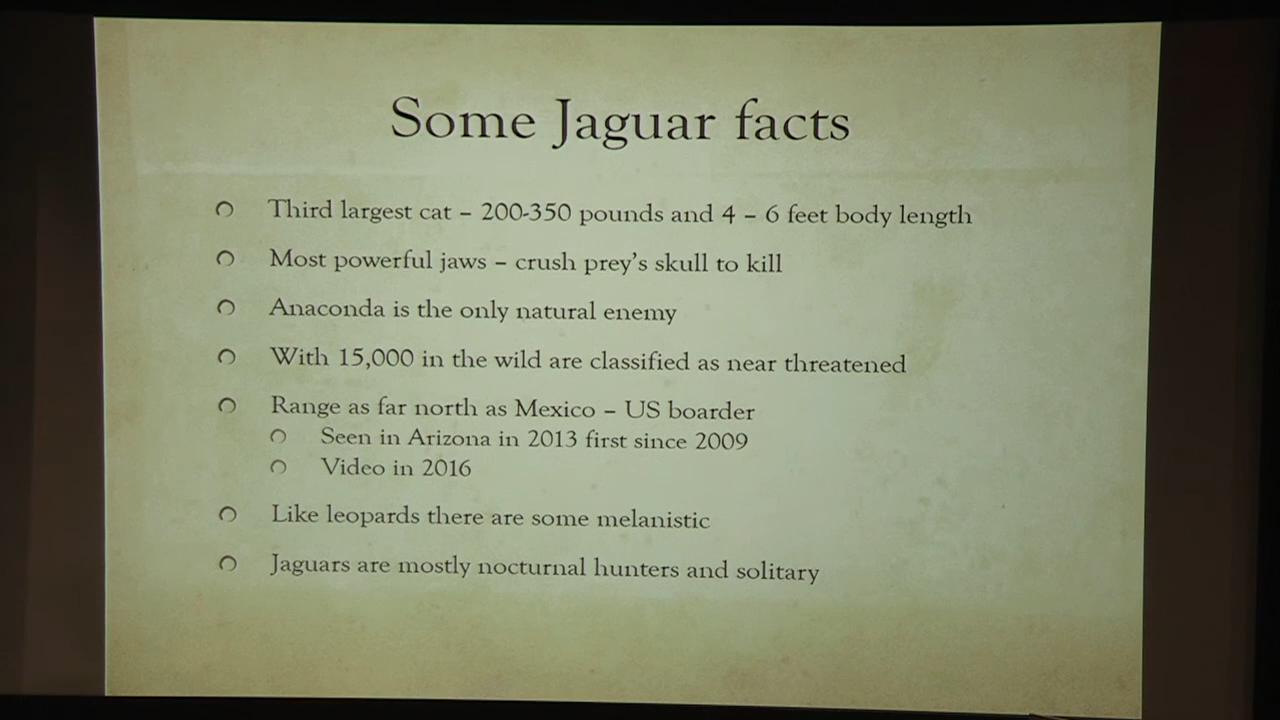 Some Jaguar facts
Third largest cat – 200-350 pounds and 4 – 6 feet body length
Most powerful jaws – crush prey's skull to kill
Anaconda is the only natural enemy
With 15,000 in the wild are classified as near threatened
Range as far north as Mexico – US boarder
Seen in Arizona in 2013 first since 2009
Video in 2016
Like leopards there are some melanistic
Jaguars are mostly nocturnal hunters and solitary